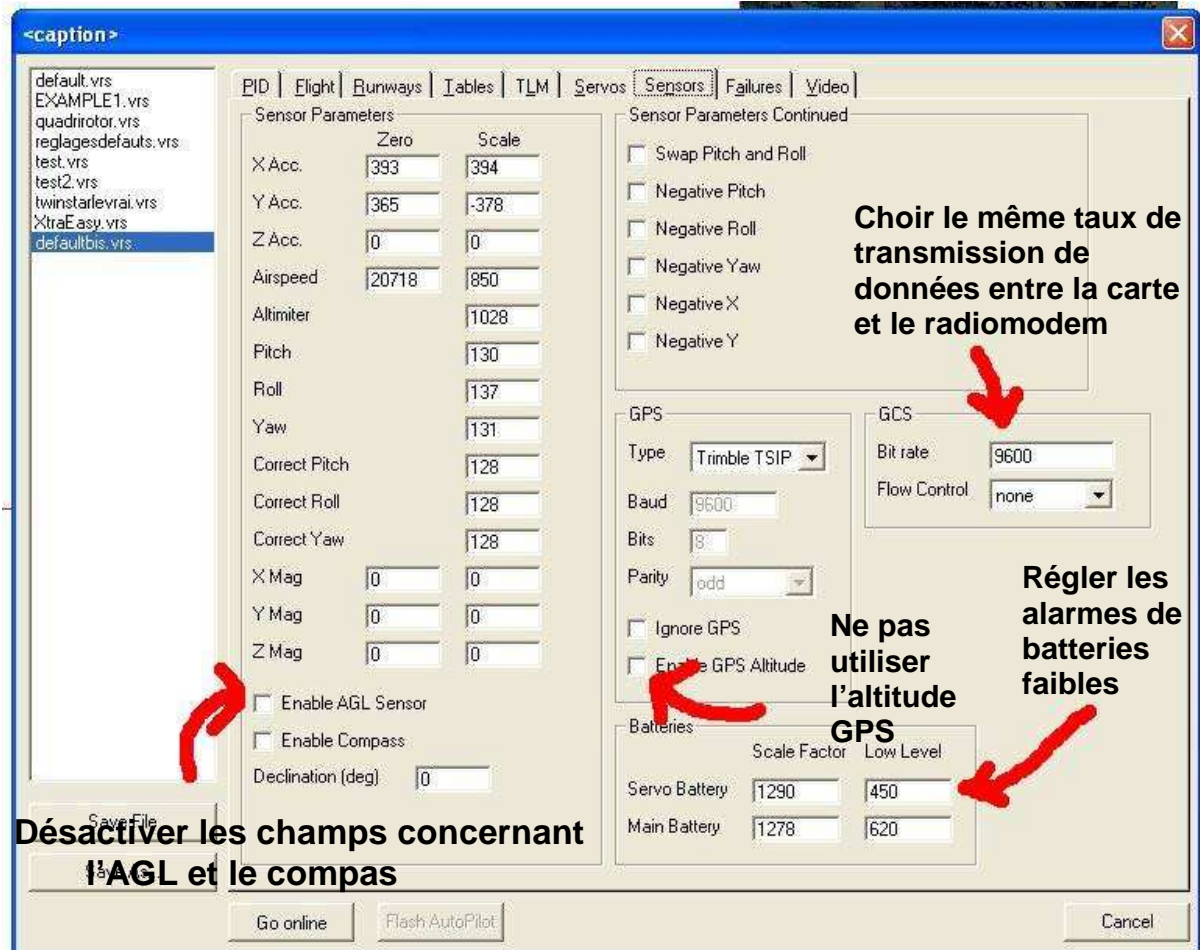 <caption>
default.vrs
EXAMPLE1.vrs
quadrirotor.vrs
reglagesdefauts.vrs
test.vrs
test2.vrs
twinstarlevrai.vrs
XtraEasy.vrs
defaultbis.vrs
PID Flight Runways Tables TLM Servos Sensors Failures Video
Sensor Parameters
Zero Scale
X Acc. 393 394
Y Acc. 365 -378
Z Acc. 0 0
Airspeed 20718 850
Altimiter 1028
Pitch 130
Roll 137
Yaw 131
Correct Pitch 128
Correct Roll 128
Correct Yaw 128
X Mag 0 0
Y Mag 0 0
Z Mag 0 0
Enable AGL Sensor
Enable Compass
Declination (deg) 0
Sensor Parameters Continued
Swap Pitch and Roll
Negative Pitch
Negative Roll
Negative Yaw
Negative X
Negative Y
Choir le même taux de
transmission de
données entre la carte
et le radiomodem
GPS
Type Trimble TSIP
Baud 9600
Bits 8
Parity odd
Ignore GPS
Enable GPS Altitude
GCS
Bit rate 9600
Flow Control none
Ne pas
utiliser
l'altitude
GPS
Régler les
alarmes de
batteries
faibles
Batteries
Scale Factor Low Level
Servo Battery 1290 450
Main Battery 1278 620
Save File
Désactiver les champs concernant
l'AGL et le compas
Save As
Go online Flash AutoPilot Cancel